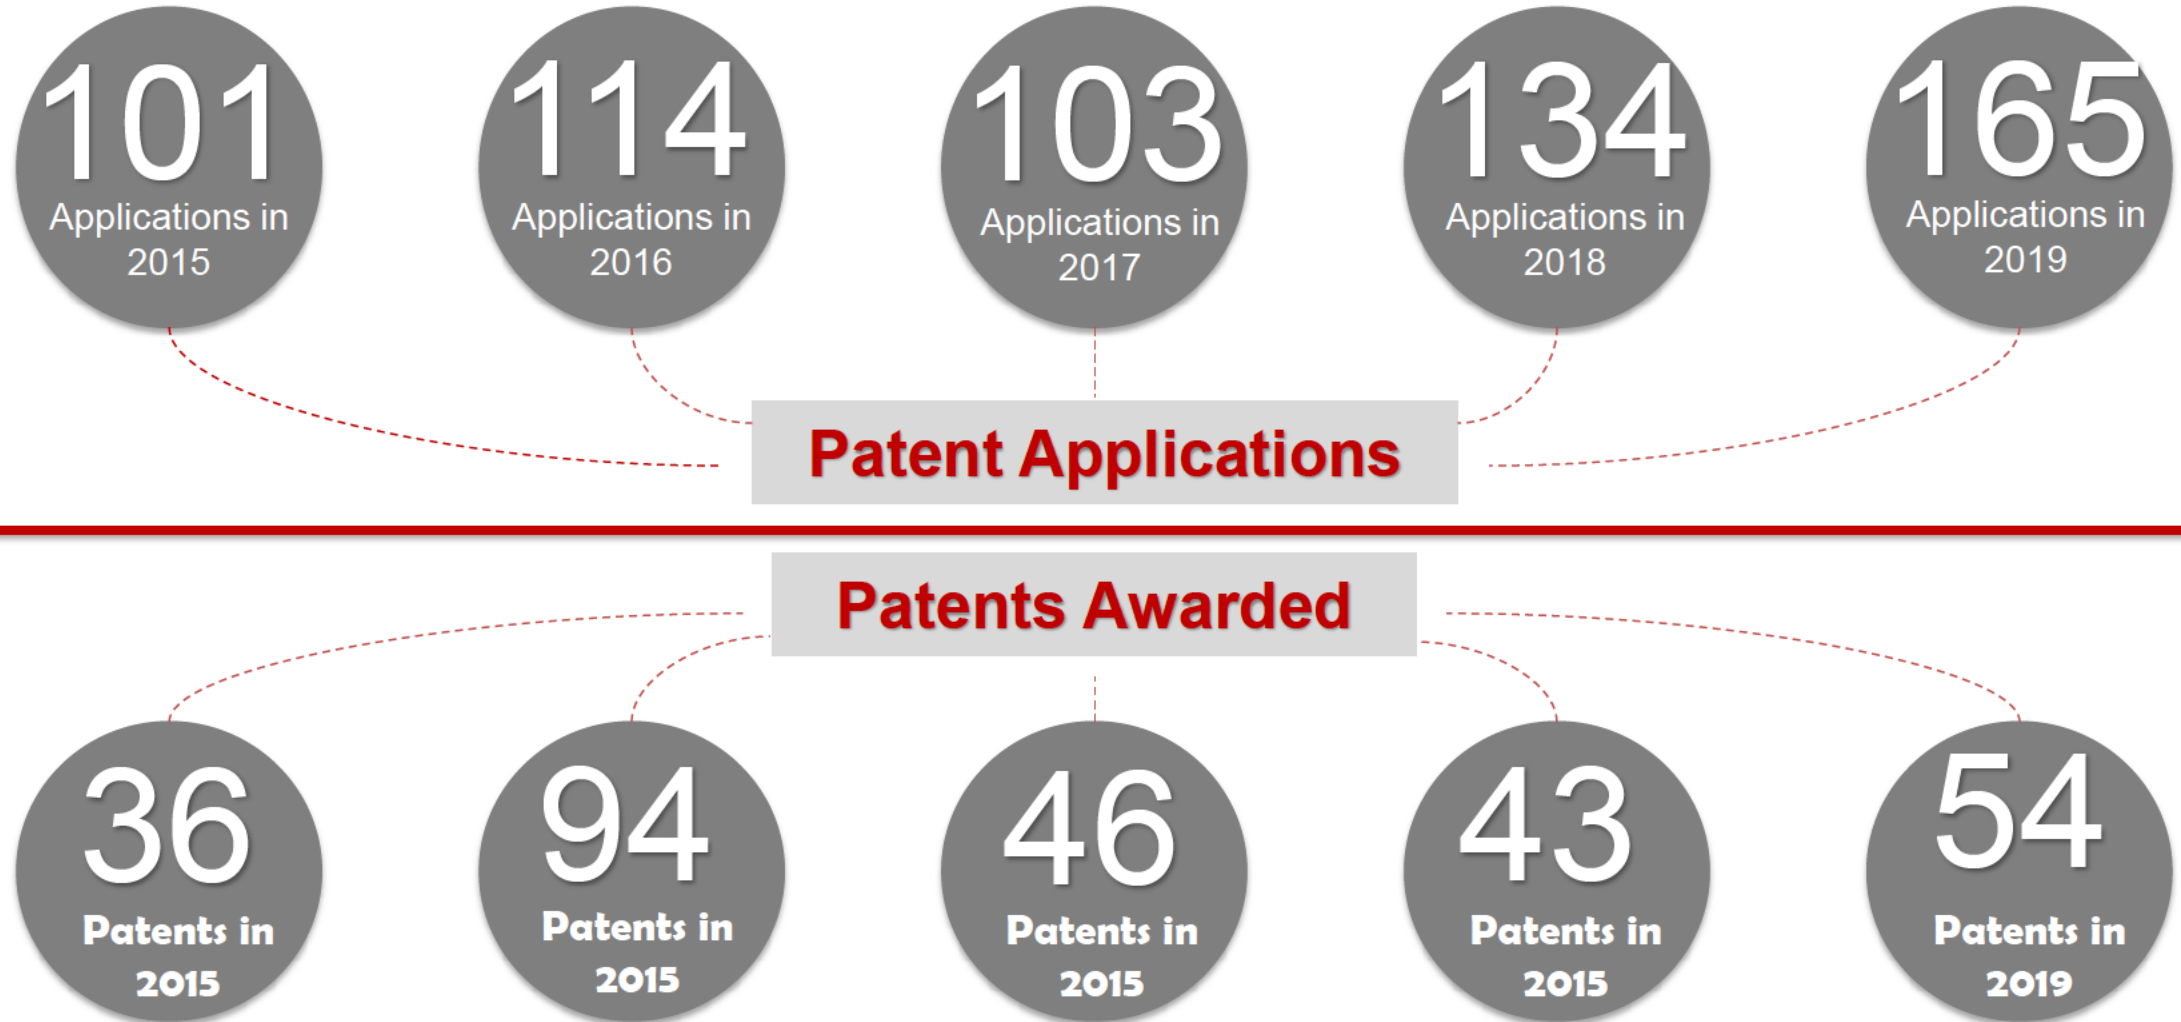 101
Applications in
2015
114
Applications in
2016
103
Applications in
2017
134
Applications in
2018
165
Applications in
2019
Patent Applications
Patents Awarded
36
Patents in
2015
94
Patents in
2015
46
Patents in
2015
43
Patents in
2015
54
Patents in
2019